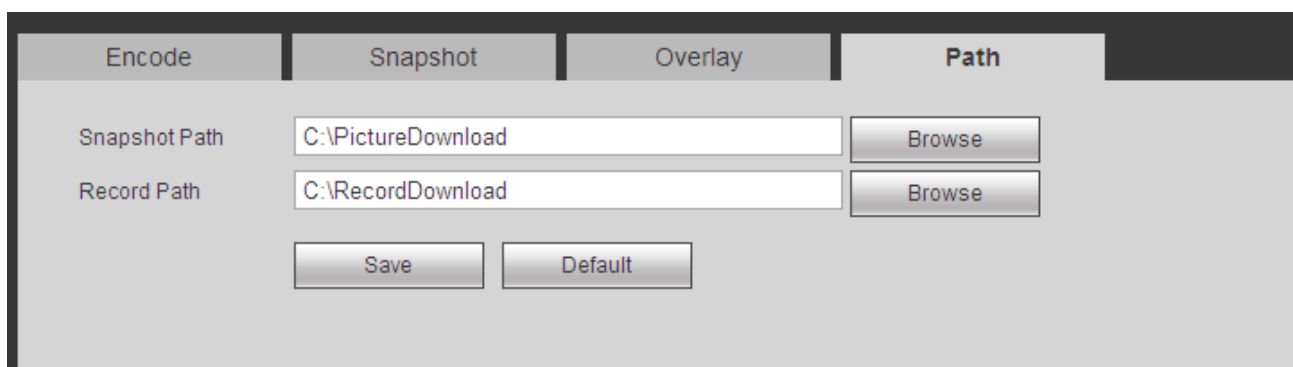 Encode Snapshot Overlay Path
Snapshot Path C:\PictureDownload Browse
Record Path C:\RecordDownload Browse
Save Default